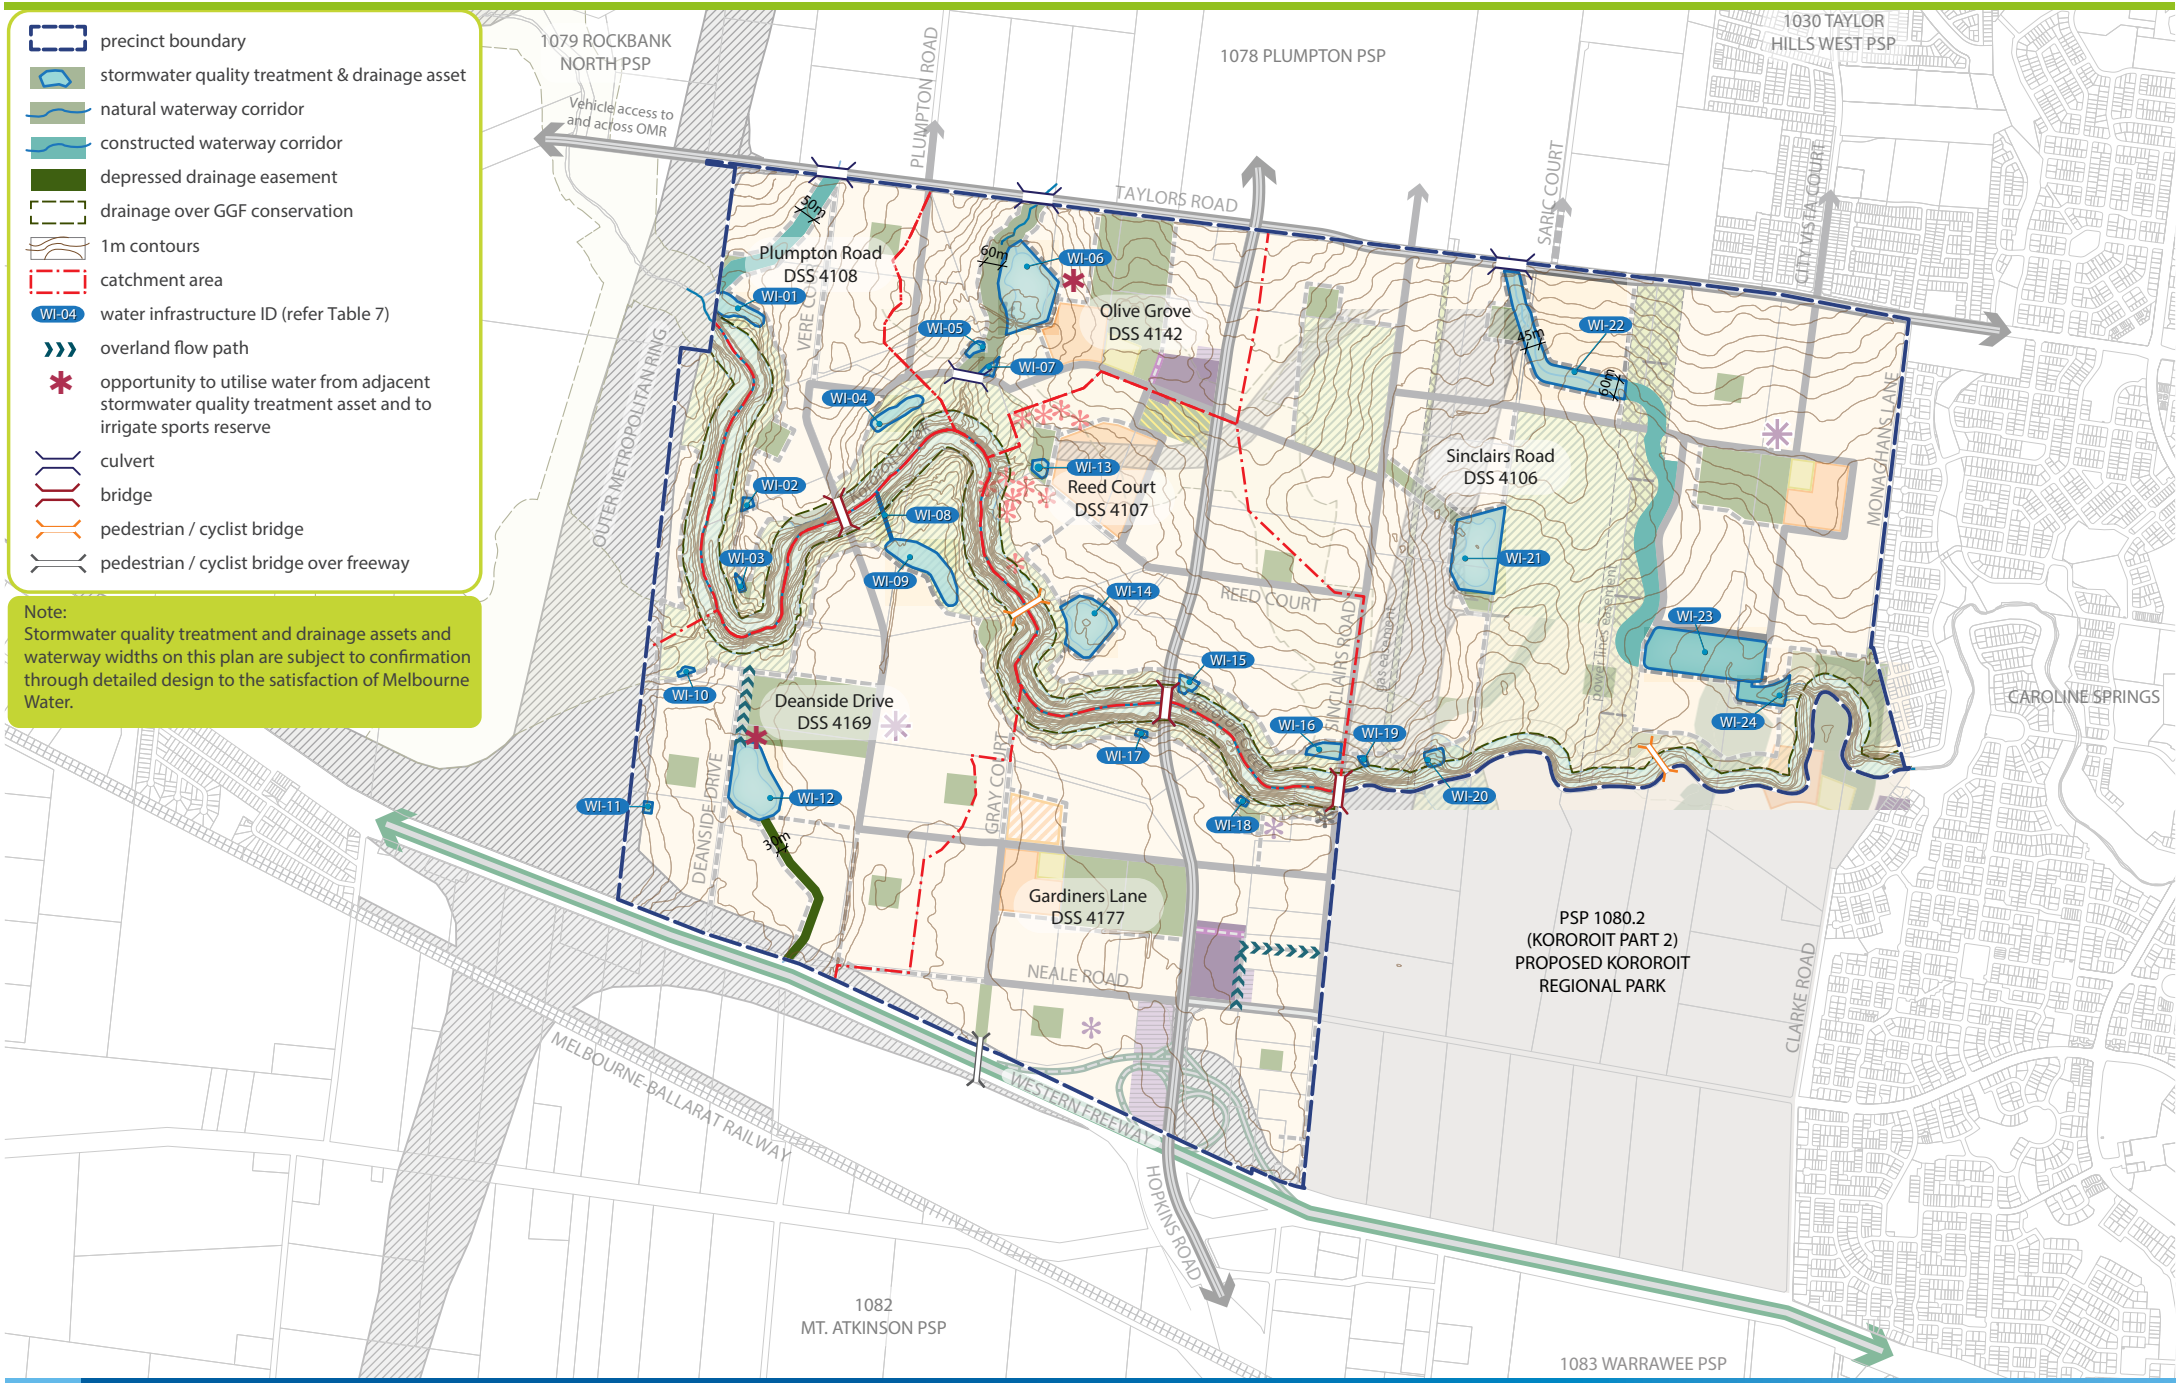 precinct boundary
stormwater quality treatment & drainage asset
natural waterway corridor
constructed waterway corridor
depressed drainage easement
drainage over GGF conservation
1m contours
catchment area
WI-04
water infrastructure ID (refer Table 7)
overland flow path
opportunity to utilise water from adjacent
stormwater quality treatment asset and to
irrigate sports reserve
culvert
bridge
pedestrian / cyclist bridge
pedestrian / cyclist bridge over freeway
Note:
Stormwater quality treatment and drainage assets and
waterway widths on this plan are subject to confirmation
through detailed design to the satisfaction of Melbourne
Water.
1079 ROCKBANK
NORTH PSP
1078 PLUMPTON PSP
1030 TAYLOR
HILLS WEST PSP
Vehicle access to
and across OMR
PLUMPTON ROAD
TAYLORS ROAD
SARIC COURT
CITY VISTA COURT
50m
Plumpton Road
DSS 4108
60m
WI-06
WI-01
VERE
WI-05
Olive Grove
DSS 4142
WI-07
45m
WI-22
60m
OUTER METROPOLITAN RING
MONAGHANS LANE
WI-04
Kororoit Creek
WI-13
Reed Court
DSS 4107
Sinclairs Road
DSS 4106
WI-02
WI-08
WI-03
WI-09
WI-21
WI-14
REED COURT
SINCLAIRS ROAD
gas easement
power lines easement
WI-23
WI-10
WI-15
Deanside Drive
DSS 4169
Kororoit Creek
WI-16
WI-19
WI-17
WI-24
CAROLINE SPRINGS
DEANSIDE DRIVE
GRAY COURT
WI-12
WI-11
WI-18
WI-20
30m
Gardiners Lane
DSS 4177
NEALE ROAD
PSP 1080.2
(KOROROIT PART 2)
PROPOSED KOROROIT
REGIONAL PARK
CLARKE ROAD
MELBOURNE-BALLARAT RAILWAY
WESTERN FREEWAY
HOPKINS ROAD
1082
MT. ATKINSON PSP
1083 WARRAWEE PSP